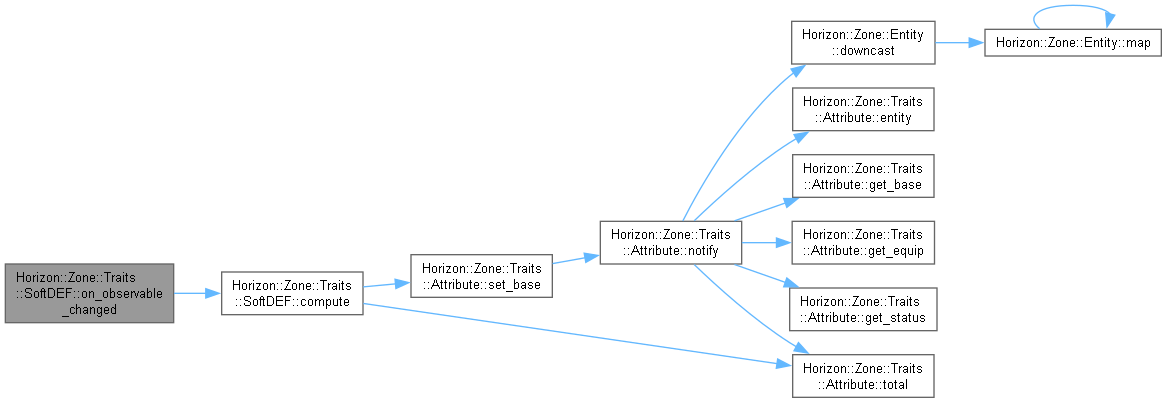 Horizon::Zone::Traits
::SoftDEF::on_observable
_changed
Horizon::Zone::Traits
::SoftDEF::compute
Horizon::Zone::Traits
::Attribute::set_base
Horizon::Zone::Traits
::Attribute::notify
Horizon::Zone::Entity
::downcast
Horizon::Zone::Entity::map
Horizon::Zone::Traits
::Attribute::entity
Horizon::Zone::Traits
::Attribute::get_base
Horizon::Zone::Traits
::Attribute::get_equip
Horizon::Zone::Traits
::Attribute::get_status
Horizon::Zone::Traits
::Attribute::total